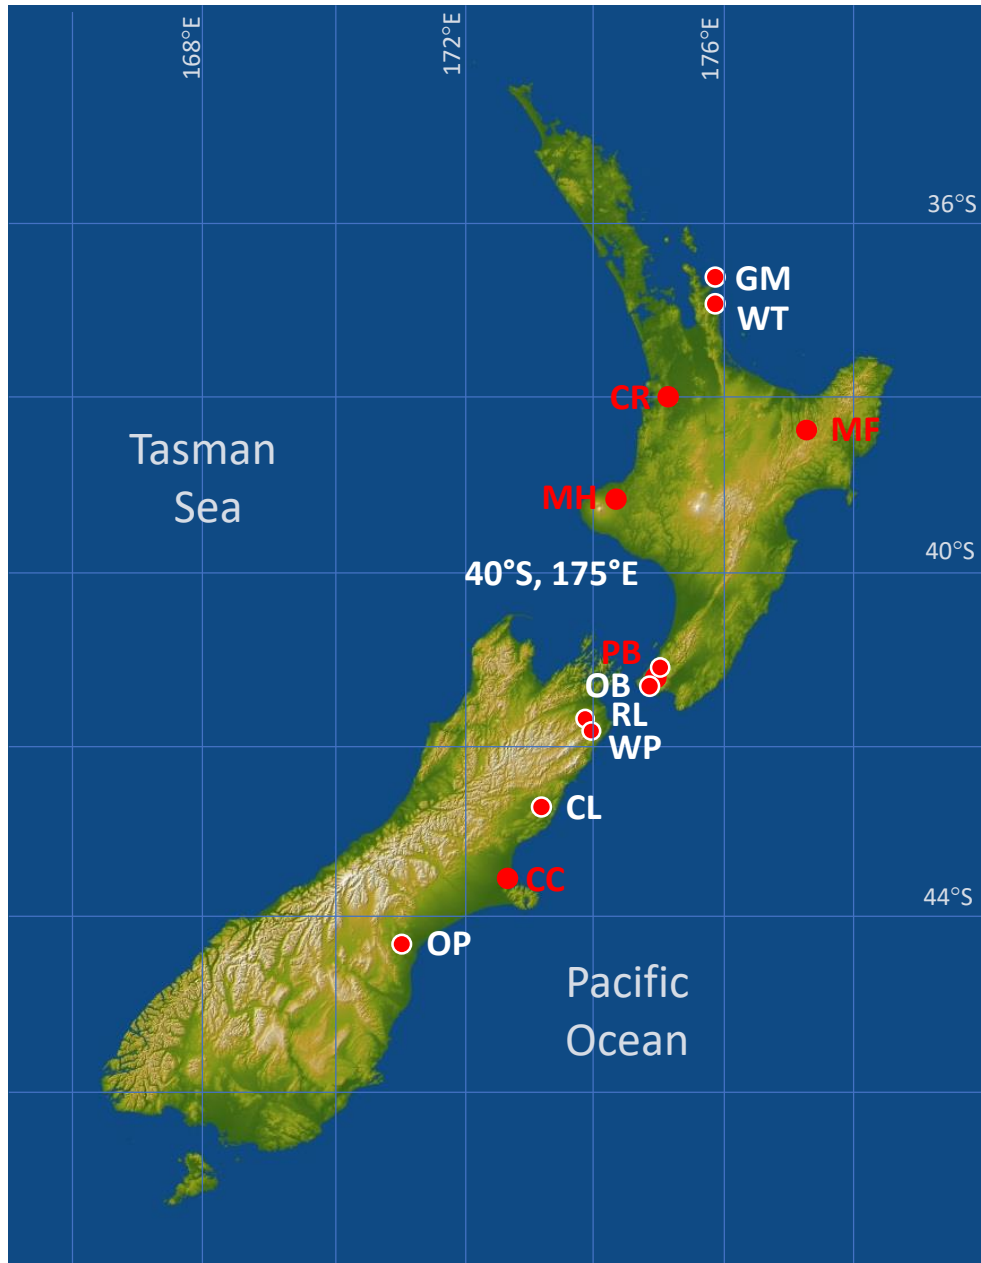 168°E
172°E
176°E
36°S
GM
WT
CR
MF
Tasman
Sea
MH
40°S
40°S, 175°E
PB
OB
RL
WP
CL
CC
44°S
OP
Pacific
Ocean